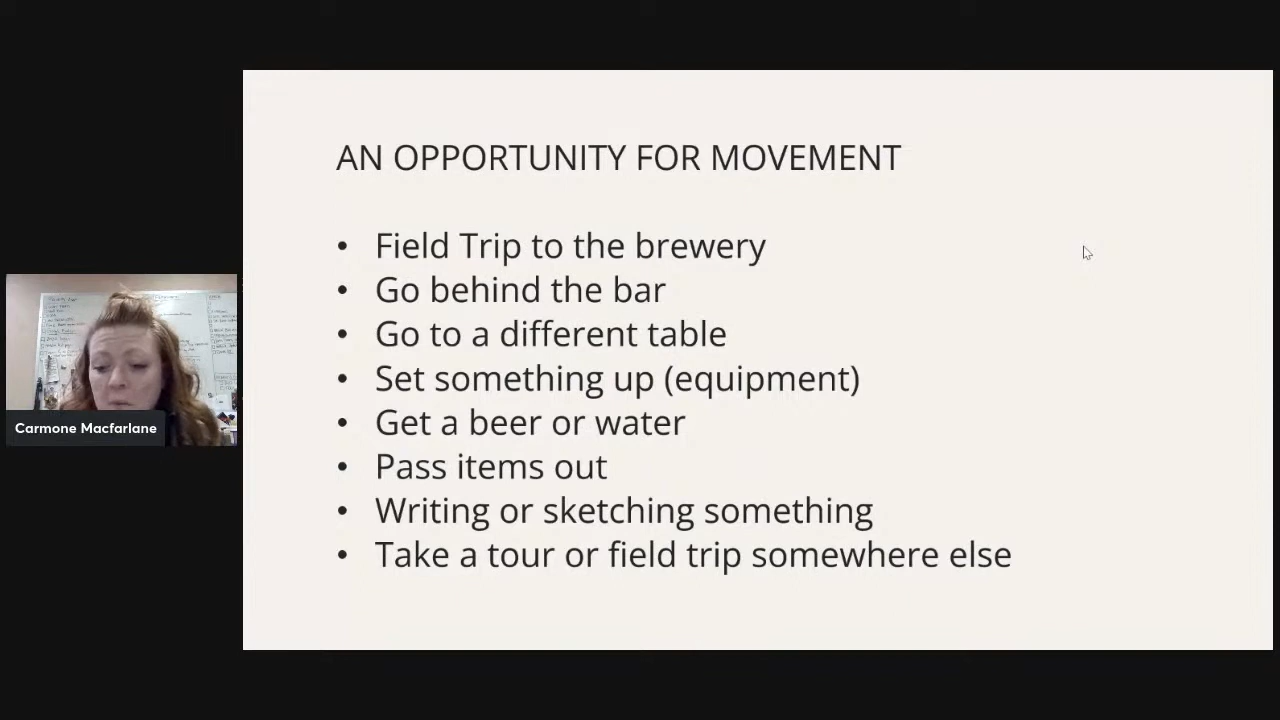 AN OPPORTUNITY FOR MOVEMENT
• Field Trip to the brewery
• Go behind the bar
• Go to a different table
• Set something up (equipment)
• Get a beer or water
• Pass items out
• Writing or sketching something
• Take a tour or field trip somewhere else
Carmone Macfarlane